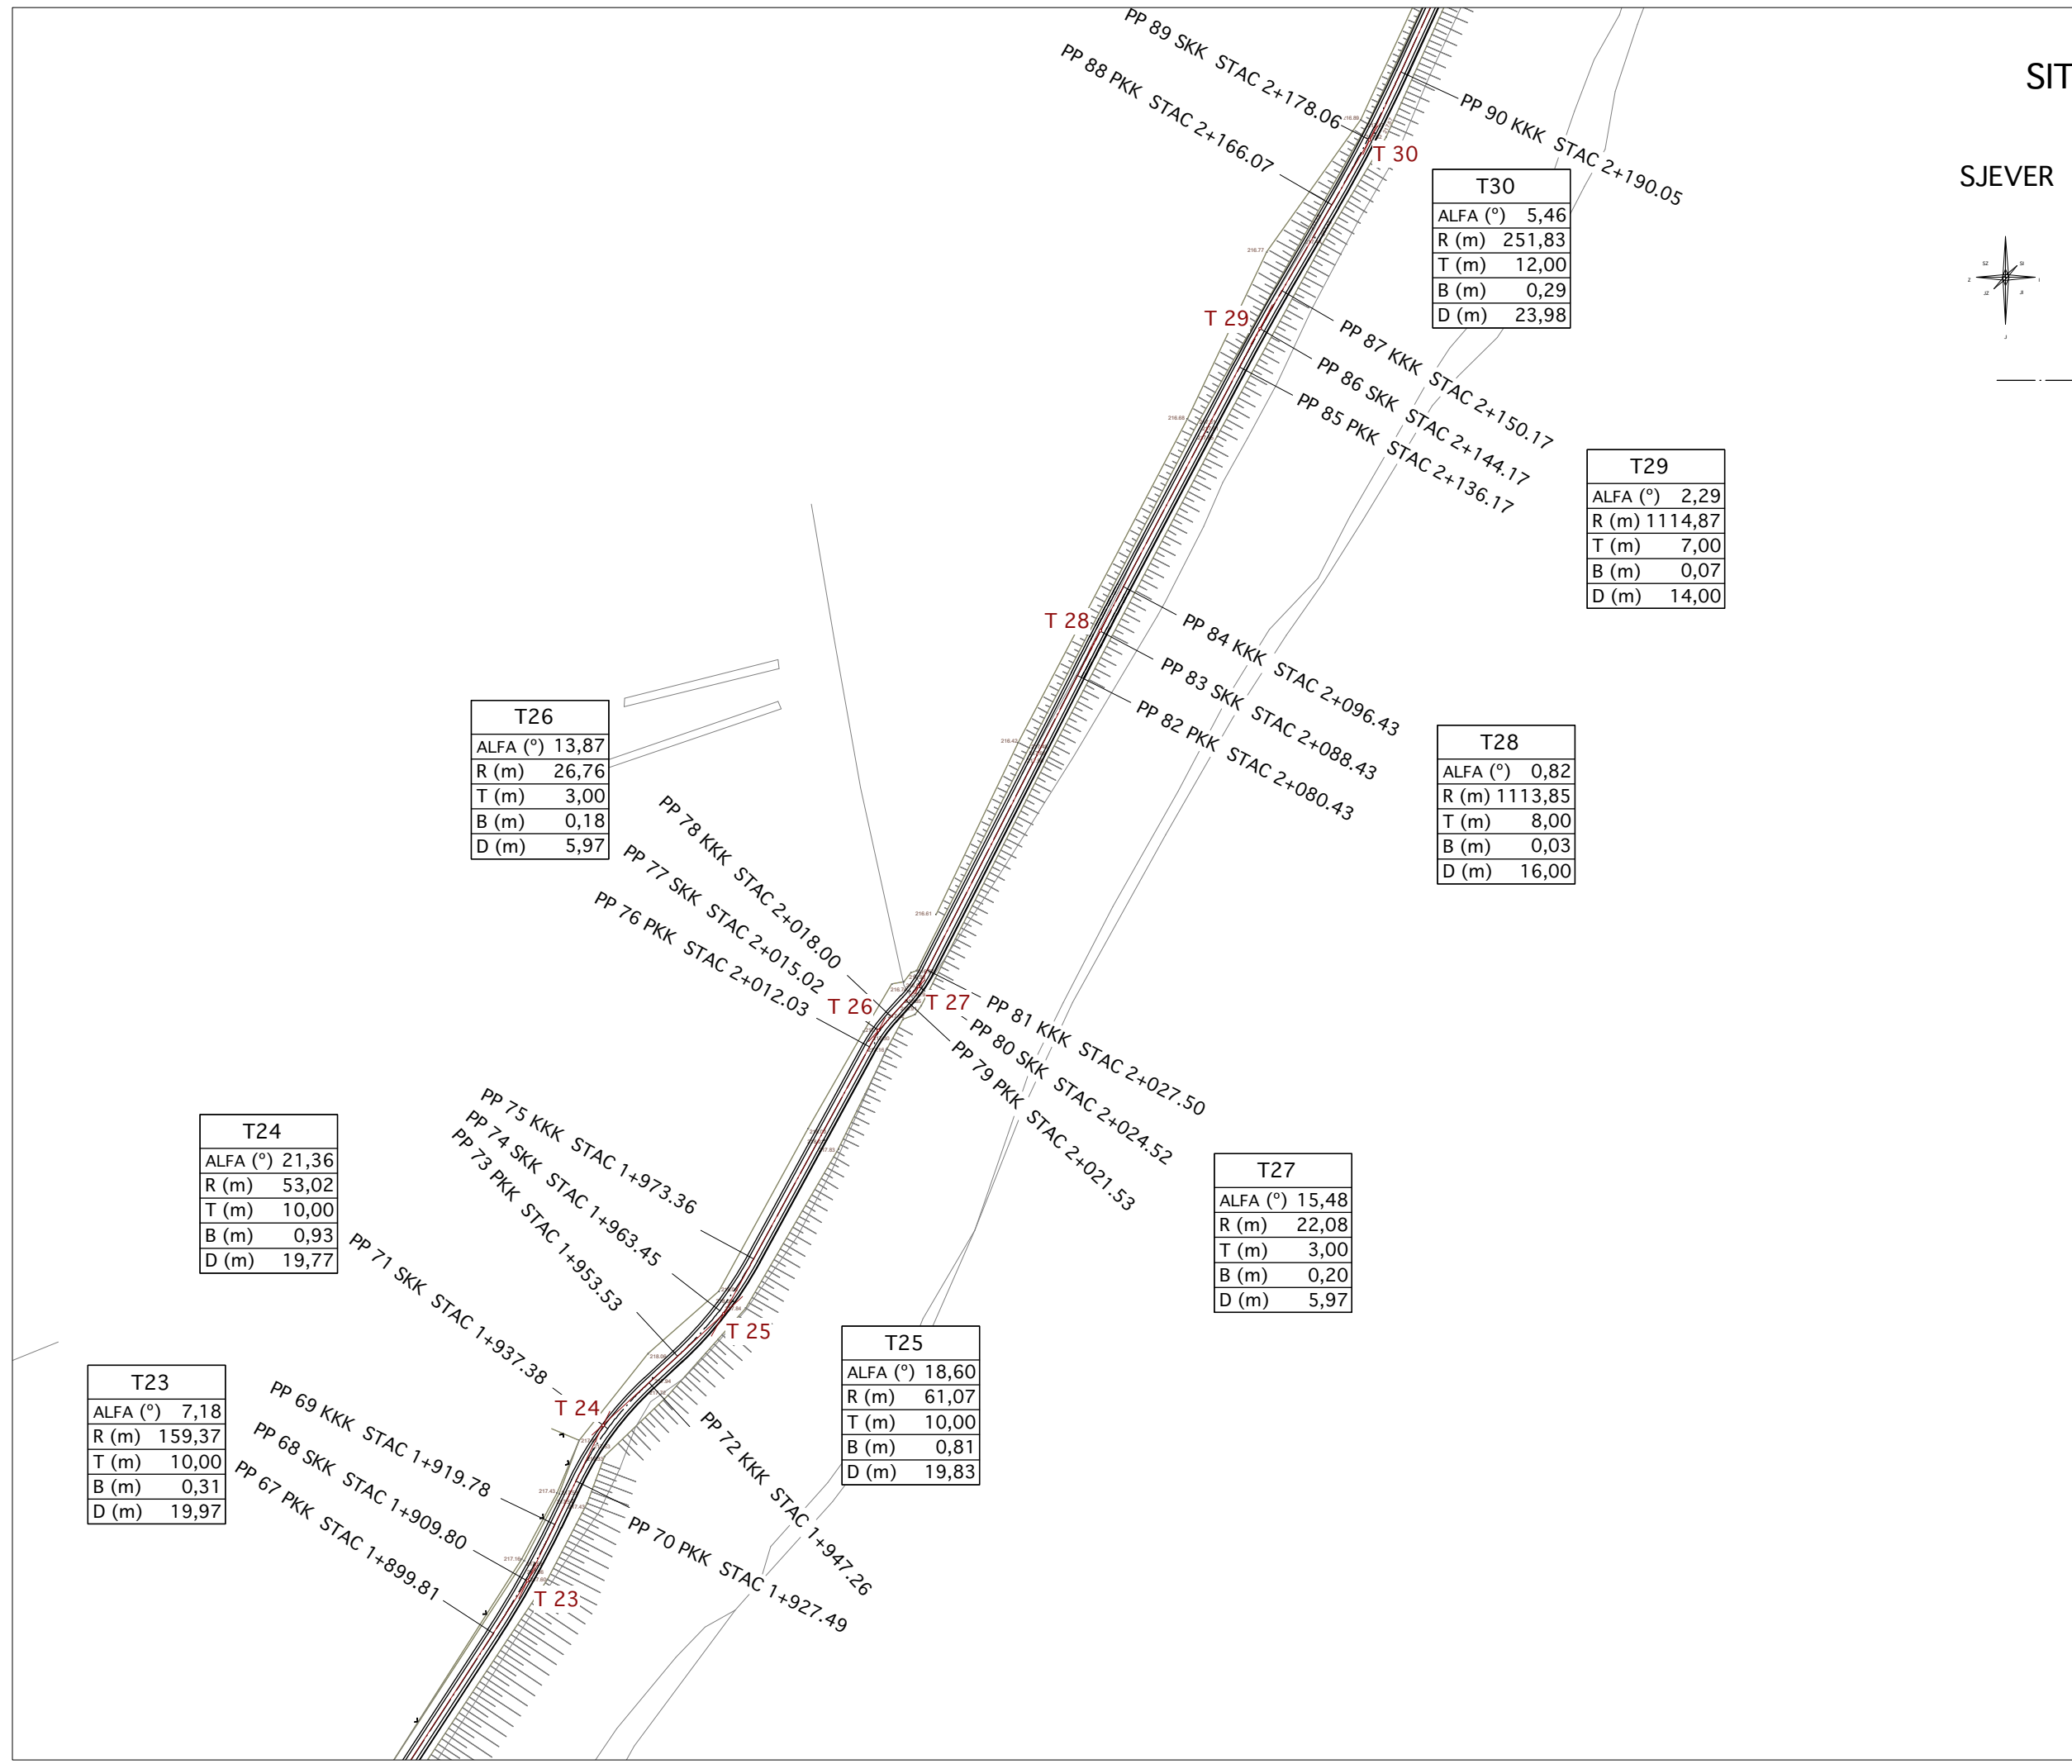 PP 89 SKK STAC 2+178.06
PP 88 PKK STAC 2+166.07
PP 90 KKK STAC 2+190.05
SIT
SJEVER
T 30
T30
ALFA (°) 5,46
R (m) 251,83
T (m) 12,00
B (m) 0,29
D (m) 23,98
T 29
PP 87 KKK STAC 2+150.17
PP 86 SKK STAC 2+144.17
PP 85 PKK STAC 2+136.17
T29
ALFA (°) 2,29
R (m) 1114,87
T (m) 7,00
B (m) 0,07
D (m) 14,00
T 28
PP 84 KKK STAC 2+096.43
PP 83 SKK STAC 2+088.43
PP 82 PKK STAC 2+080.43
T28
ALFA (°) 0,82
R (m) 1113,85
T (m) 8,00
B (m) 0,03
D (m) 16,00
T26
ALFA (°) 13,87
R (m) 26,76
T (m) 3,00
B (m) 0,18
D (m) 5,97
PP 78 KKK STAC 2+018.00
PP 77 SKK STAC 2+015.02
PP 76 PKK STAC 2+012.03
T 26
T 27
PP 81 KKK STAC 2+027.50
PP 80 SKK STAC 2+024.52
PP 79 PKK STAC 2+021.53
T27
ALFA (°) 15,48
R (m) 22,08
T (m) 3,00
B (m) 0,20
D (m) 5,97
T24
ALFA (°) 21,36
R (m) 53,02
T (m) 10,00
B (m) 0,93
D (m) 19,77
PP 75 KKK STAC 1+973.36
PP 74 SKK STAC 1+963.45
PP 73 PKK STAC 1+953.53
PP 71 SKK STAC 1+937.38
T 25
T25
ALFA (°) 18,60
R (m) 61,07
T (m) 10,00
B (m) 0,81
D (m) 19,83
T 24
T23
ALFA (°) 7,18
R (m) 159,37
T (m) 10,00
B (m) 0,31
D (m) 19,97
PP 69 KKK STAC 1+919.78
PP 68 SKK STAC 1+909.80
PP 67 PKK STAC 1+899.81
PP 72 KKK STAC 1+947.26
PP 70 PKK STAC 1+927.49
T 23
216.77
216.68
216.42
216.61